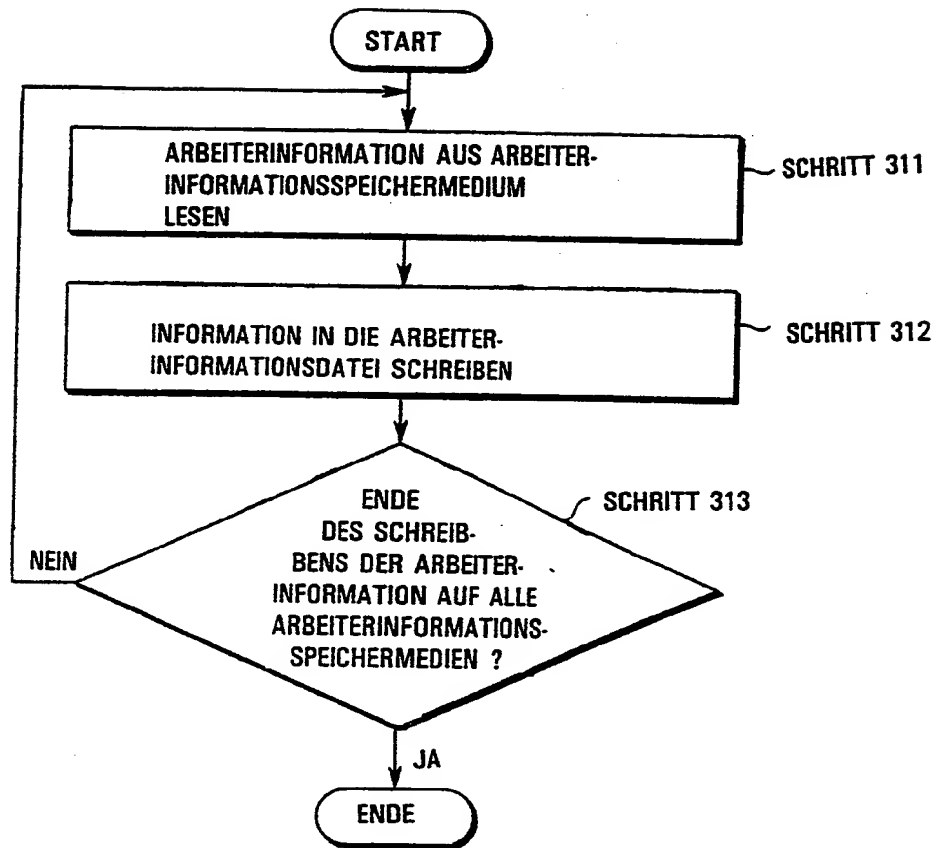 START
ARBEITERINFORMATION AUS ARBEITER-
INFORMATIONSSPEICHERMEDIUM
LESEN
SCHRITT 311
INFORMATION IN DIE ARBEITER-
INFORMATIONSDATEI SCHREIBEN
SCHRITT 312
ENDE
DES SCHREIB-
BENS DER ARBEITER-
INFORMATION AUF ALLE
ARBEITERINFORMATIONS-
SPEICHERMEDIEN ?
SCHRITT 313
NEIN
JA
ENDE